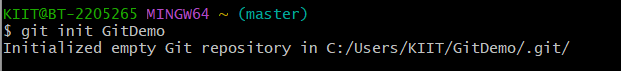 KIIT@BT-2205265 MINGW64 ~ (master)
$ git init GitDemo
Initialized empty Git repository in C:/Users/KIIT/GitDemo/.git/